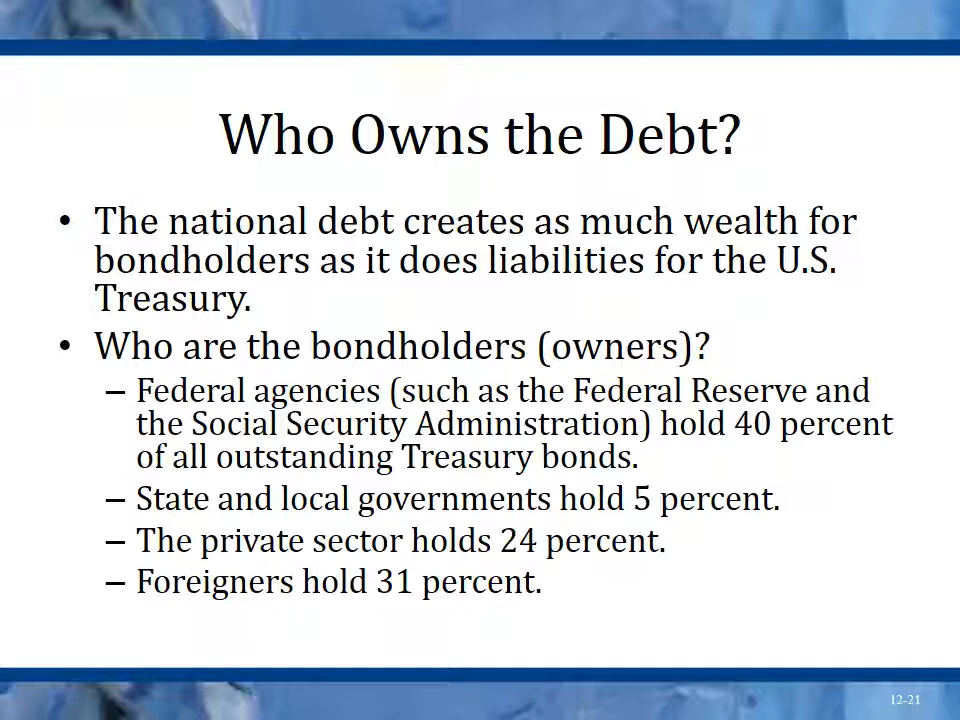 Who Owns the Debt?
• The national debt creates as much wealth for
bondholders as it does liabilities for the U.S.
Treasury.
• Who are the bondholders (owners)?
– Federal agencies (such as the Federal Reserve and
the Social Security Administration) hold 40 percent
of all outstanding Treasury bonds.
– State and local governments hold 5 percent.
– The private sector holds 24 percent.
– Foreigners hold 31 percent.
12-21